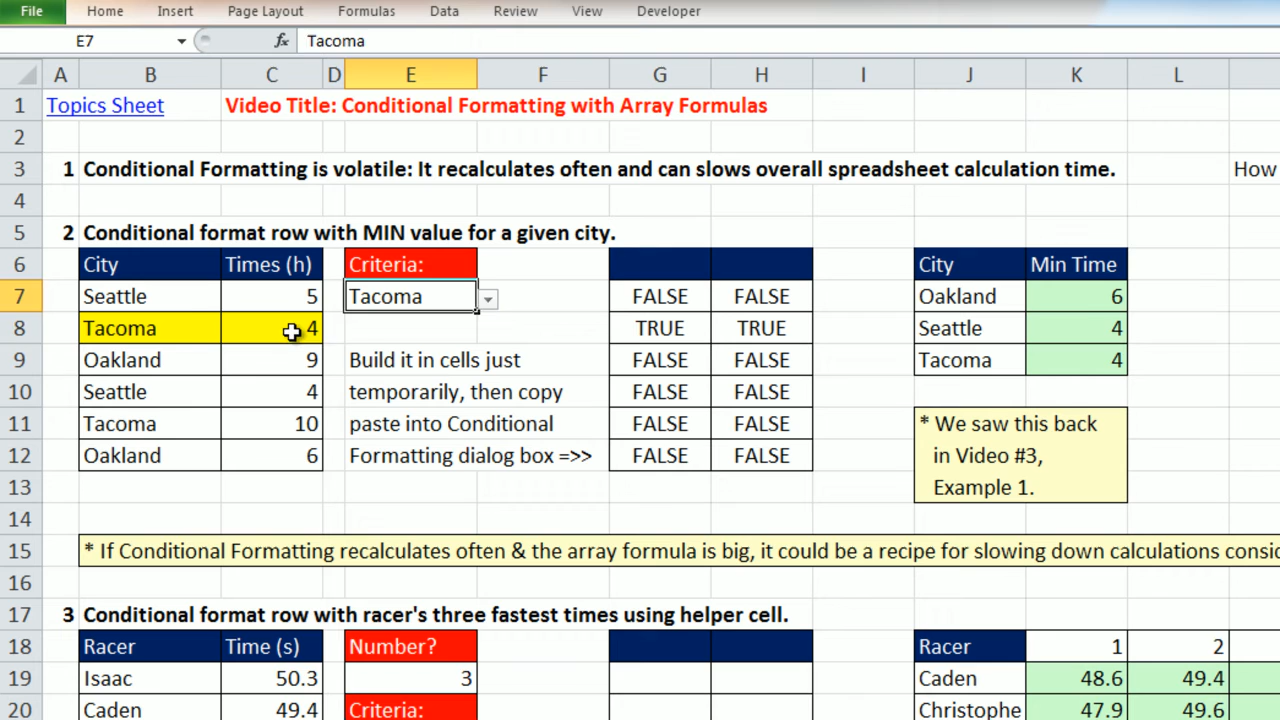 File Home Insert Page Layout Formulas Data Review View Developer
E7 fx Tacoma
A B C D E F G H I J K L
1 Topics Sheet Video Title: Conditional Formatting with Array Formulas
2
3 1 Conditional Formatting is volatile: It recalculates often and can slows overall spreadsheet calculation time. How
4
5 2 Conditional format row with MIN value for a given city.
6 City Times (h) Criteria: City Min Time
7 Seattle 5 Tacoma FALSE FALSE Oakland 6
8 Tacoma 4 TRUE TRUE Seattle 4
9 Oakland 9 Build it in cells just FALSE FALSE Tacoma 4
10 Seattle 4 temporarily, then copy FALSE FALSE
11 Tacoma 10 paste into Conditional FALSE FALSE * We saw this back
12 Oakland 6 Formatting dialog box =>> FALSE FALSE in Video #3,
13 Example 1.
14
15 * If Conditional Formatting recalculates often & the array formula is big, it could be a recipe for slowing down calculations consid
16
17 3 Conditional format row with racer's three fastest times using helper cell.
18 Racer Time (s) Number? Racer 1 2
19 Isaac 50.3 3 Caden 48.6 49.4
20 Caden 49.4 Criteria: Christophe 47.9 49.6